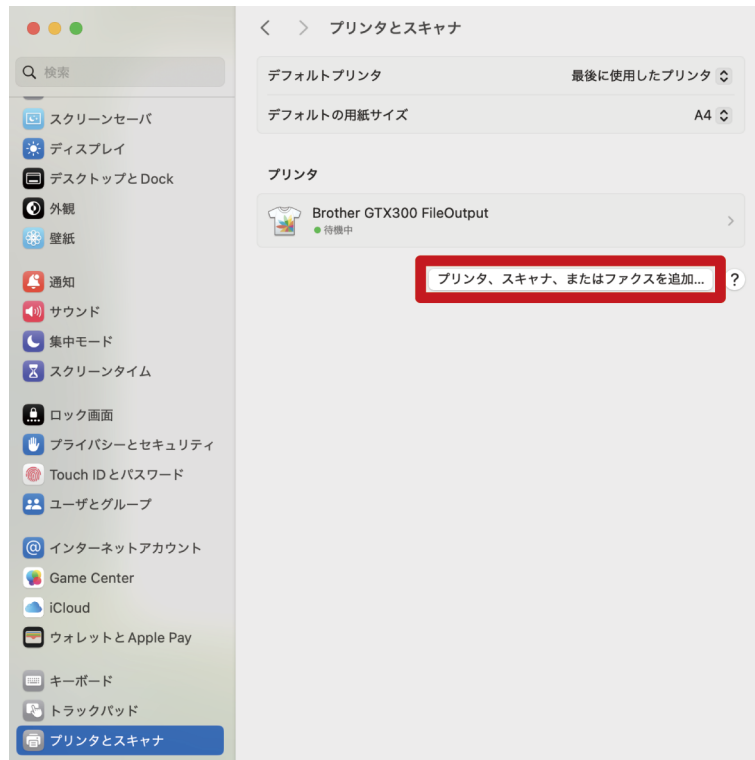 プリンタとスキャナ
検索
スクリーンセーバ
ディスプレイ
デスクトップとDock
外観
壁紙
通知
サウンド
集中モード
スクリーンタイム
ロック画面
プライバシーとセキュリティ
Touch IDとパスワード
ユーザとグループ
インターネットアカウント
Game Center
iCloud
ウォレットとApple Pay
キーボード
トラックパッド
プリンタとスキャナ
デフォルトプリンタ 最後に使用したプリンタ
デフォルトの用紙サイズ A4
プリンタ
Brother GTX300 FileOutput
待機中
プリンタ、スキャナ、またはファクスを追加... ?